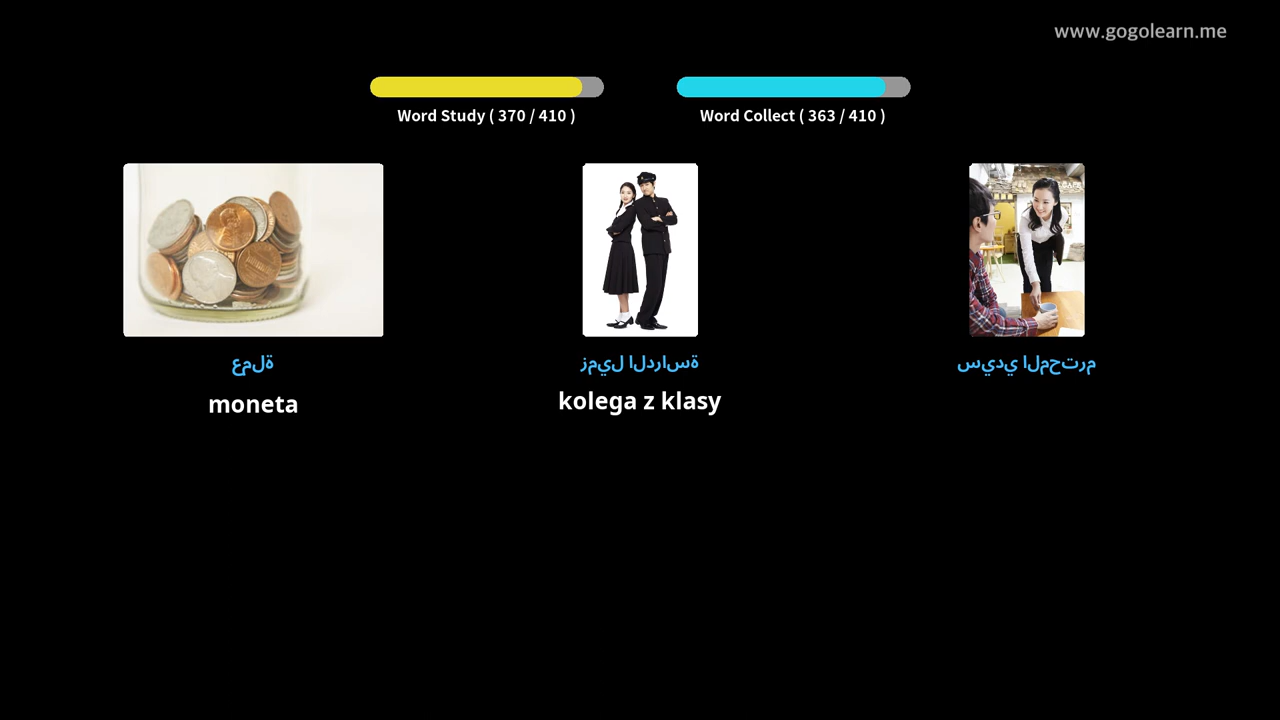 www.gogolearn.me
Word Study ( 370 / 410 )
Word Collect ( 363 / 410 )
عملة
زميل الدراسة
سيدي المحترم
moneta
kolega z klasy